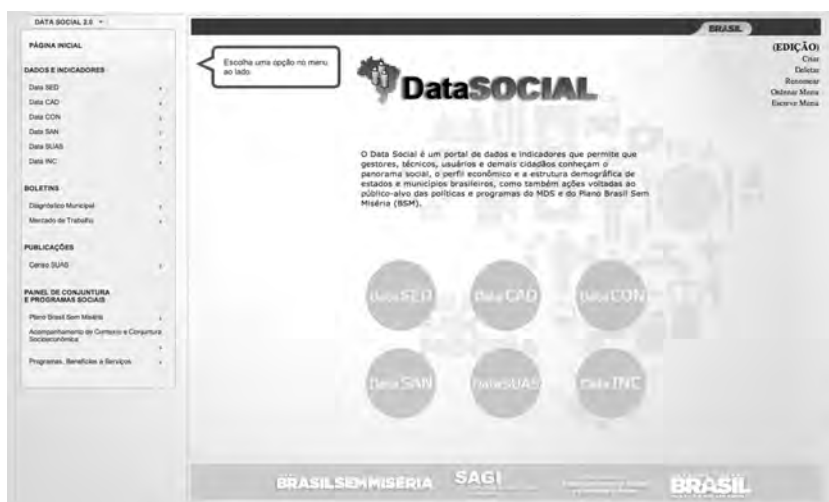 DATA SOCIAL 2.0
PÁGINA INICIAL
DADOS E INDICADORES
Data SED
Data CAD
Data CON
Data SAN
Data SUAS
Data INC
BOLETINS
Diagnóstico Municipal
Mercado de Trabalho
PUBLICAÇÕES
Censo SUAS
PAINEL DE CONJUNTURA
E PROGRAMAS SOCIAIS
Plano Brasil Sem Miséria
Acompanhamento de Contexto e Conjuntura
Socioeconômica
Programas, Benefícios e Serviços
Escolha uma opção no menu
ao lado.
BRASIL
(EDIÇÃO)
Criar
Deletar
Renomear
Ordenar Menu
Escreve Menu
DataSOCIAL
O Data Social é um portal de dados e indicadores que permite que
gestores, técnicos, usuários e demais cidadãos conheçam o
panorama social, o perfil econômico e a estrutura demográfica de
estados e municípios brasileiros, como também ações voltadas ao
público-alvo das políticas e programas do MDS e do Plano Brasil Sem
Miséria (BSM).
Data SED
Data CAD
Data CON
Data SAN
Data SUAS
Data INC
BRASIL SEM MISÉRIA
SAGI
BRASIL